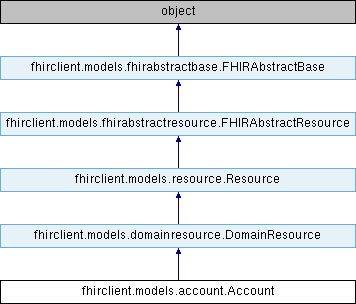 object
fhirclient.models.fhirabstractbase.FHIRAbstractBase
fhirclient.models.fhirabstractresource.FHIRAbstractResource
fhirclient.models.resource.Resource
fhirclient.models.domainresource.DomainResource
fhirclient.models.account.Account